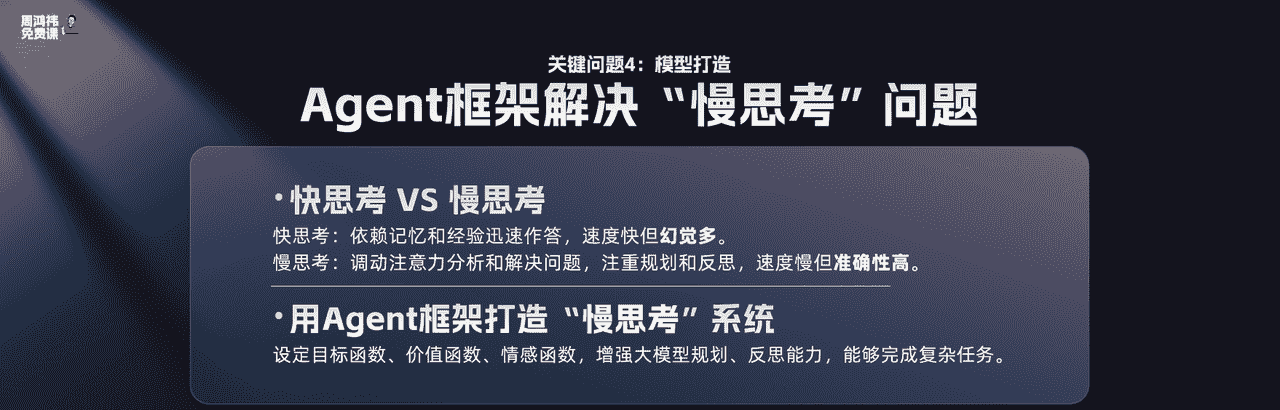 周鸿祎
免费课
关键问题4：模型打造
Agent框架解决“慢思考”问题
•快思考 VS 慢思考
快思考：依赖记忆和经验迅速作答，速度快但幻觉多。
慢思考：调动注意力分析和解决问题，注重规划和反思，速度慢但准确性高。
•用Agent框架打造“慢思考”系统
设定目标函数、价值函数、情感函数，增强大模型规划、反思能力，能够完成复杂任务。